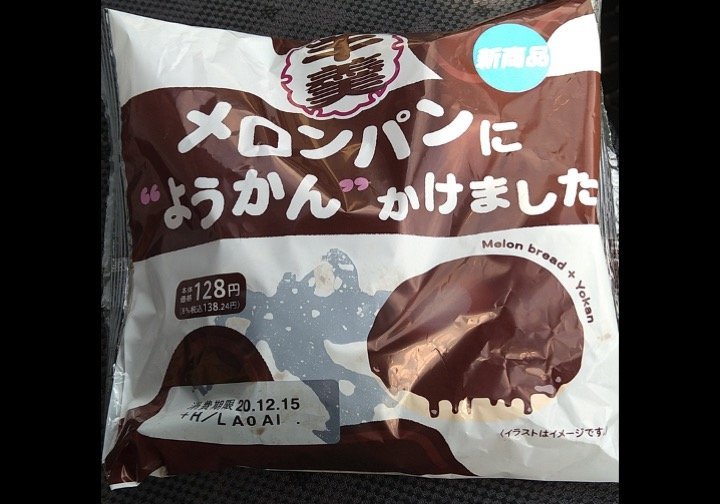 羊羹
新商品
メロンパンに
“ようかん”かけました
Melon bread + Yokan
本体価格 128円
(8%税込138.24円)
消費期限 20.12.15
+H/LAOAI .
(イラストはイメージです)